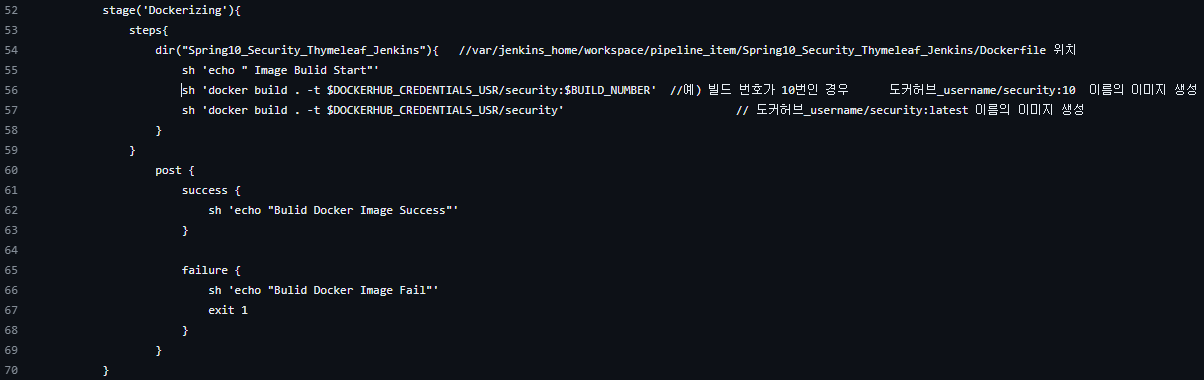 52 stage('Dockerizing'){
53 steps{
54 dir("Spring10_Security_Thymeleaf_Jenkins"){ //var/jenkins_home/workspace/pipeline_item/Spring10_Security_Thymeleaf_Jenkins/Dockerfile 위치
55 sh 'echo " Image Bulid Start"'
56 sh 'docker build . -t $DOCKERHUB_CREDENTIALS_USR/security:$BUILD_NUMBER' //예) 빌드 번호가 10번인 경우 도커허브_username/security:10 이름의 이미지 생성
57 sh 'docker build . -t $DOCKERHUB_CREDENTIALS_USR/security' // 도커허브_username/security:latest 이름의 이미지 생성
58 }
59 }
60 post {
61 success {
62 sh 'echo "Bulid Docker Image Success"'
63 }
64
65 failure {
66 sh 'echo "Bulid Docker Image Fail"'
67 exit 1
68 }
69 }
70 }